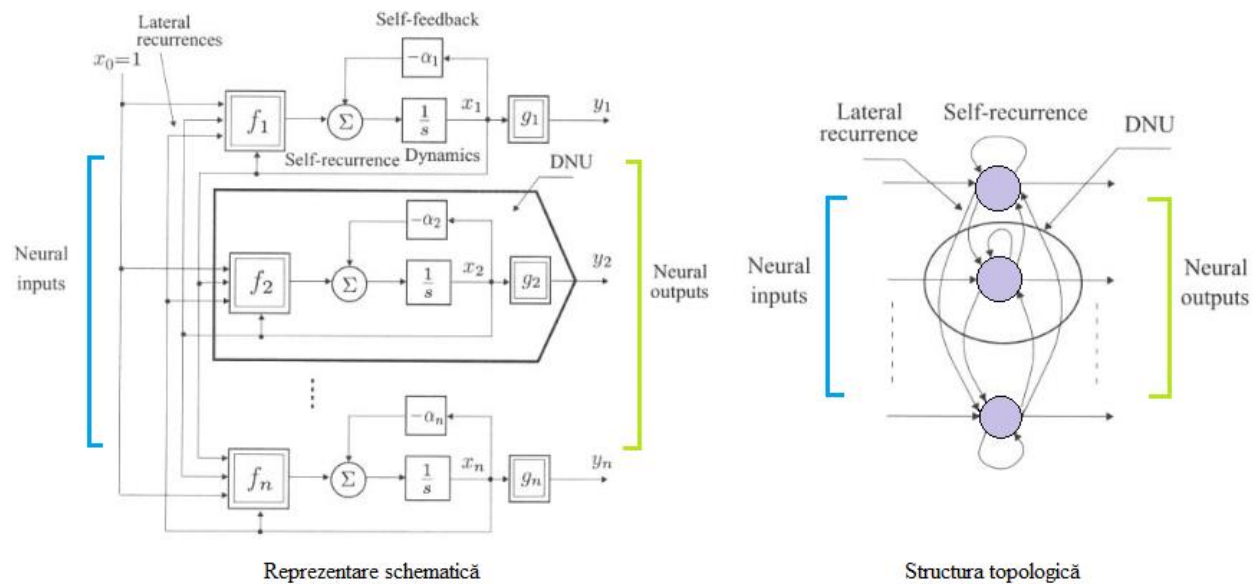 Lateral
recurrences
x₀=1
Self-feedback
−α₁
f₁
Σ
1
s
x₁
g₁
y₁
Self-recurrence
Dynamics
DNU
Neural
inputs
−α₂
f₂
Σ
1
s
x₂
g₂
y₂
Neural
outputs
−αₙ
fₙ
Σ
1
s
xₙ
gₙ
yₙ
Reprezentare schematică
Lateral
recurrence
Self-recurrence
DNU
Neural
inputs
Neural
outputs
Structura topologică